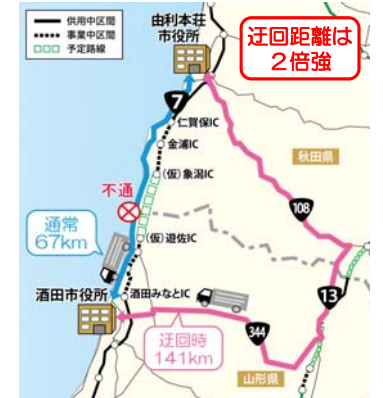 供用中区間
事業中区間
予定路線
由利本荘
市役所
迂回距離は
2倍強
7
仁賀保IC
金浦IC
(仮)象潟IC
秋田県
不通
108
通常
67km
(仮)遊佐IC
13
酒田市役所
酒田みなとIC
344
迂回時
141km
山形県